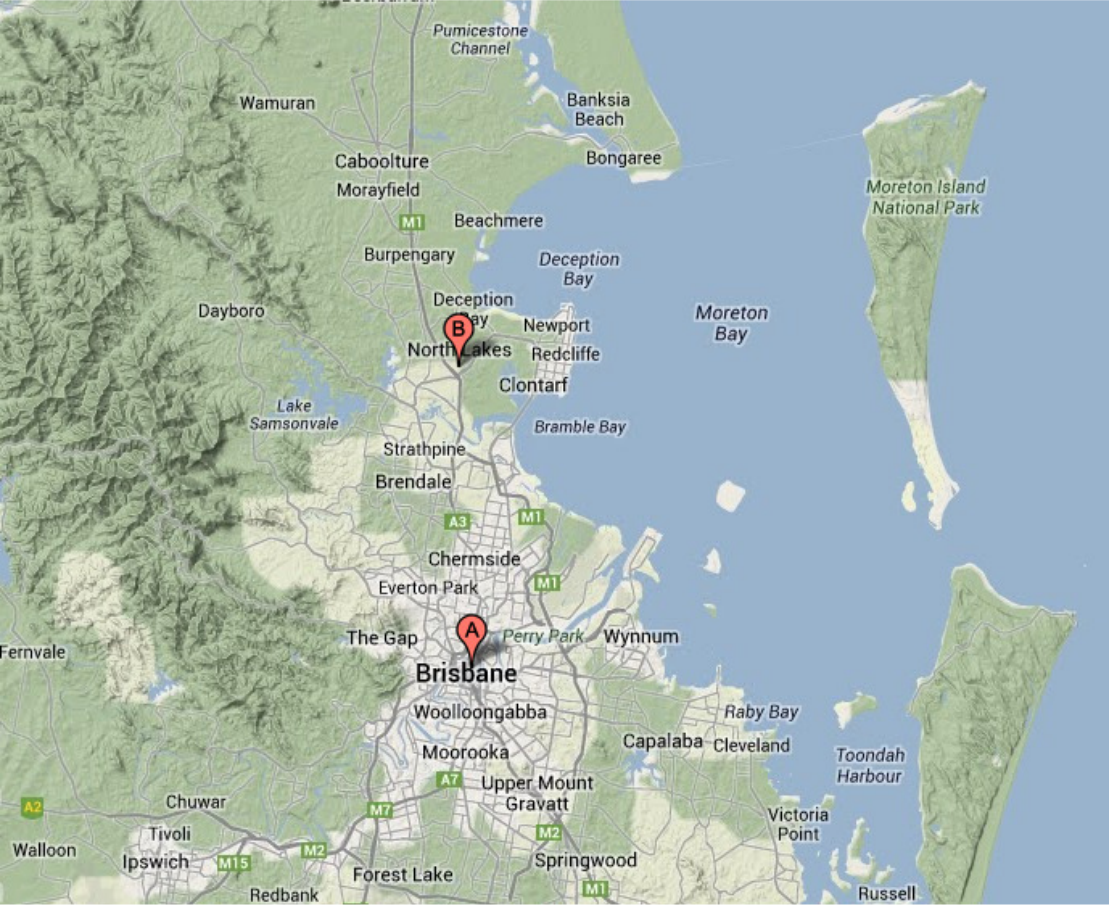 Pumicestone
Channel
Wamuran
Banksia
Beach
Caboolture
Bongaree
Morayfield
Moreton Island
National Park
M1
Beachmere
Burpengary
Deception
Bay
Deception
Bay
Dayboro
Moreton
Bay
Newport
B
North Lakes
Redcliffe
Clontarf
Lake
Samsonvale
Bramble Bay
Strathpine
Brendale
A3
M1
Chermside
Everton Park
M1
A
The Gap
Perry Park
Wynnum
Fernvale
Brisbane
Woolloongabba
Raby Bay
Moorooka
Capalaba
Cleveland
Toondah
Harbour
A7
Upper Mount
Gravatt
A2
Chuwar
M7
Victoria
Point
Tivoli
M2
Walloon
Ipswich
M15
M2
Springwood
Forest Lake
Redbank
M1
Russell